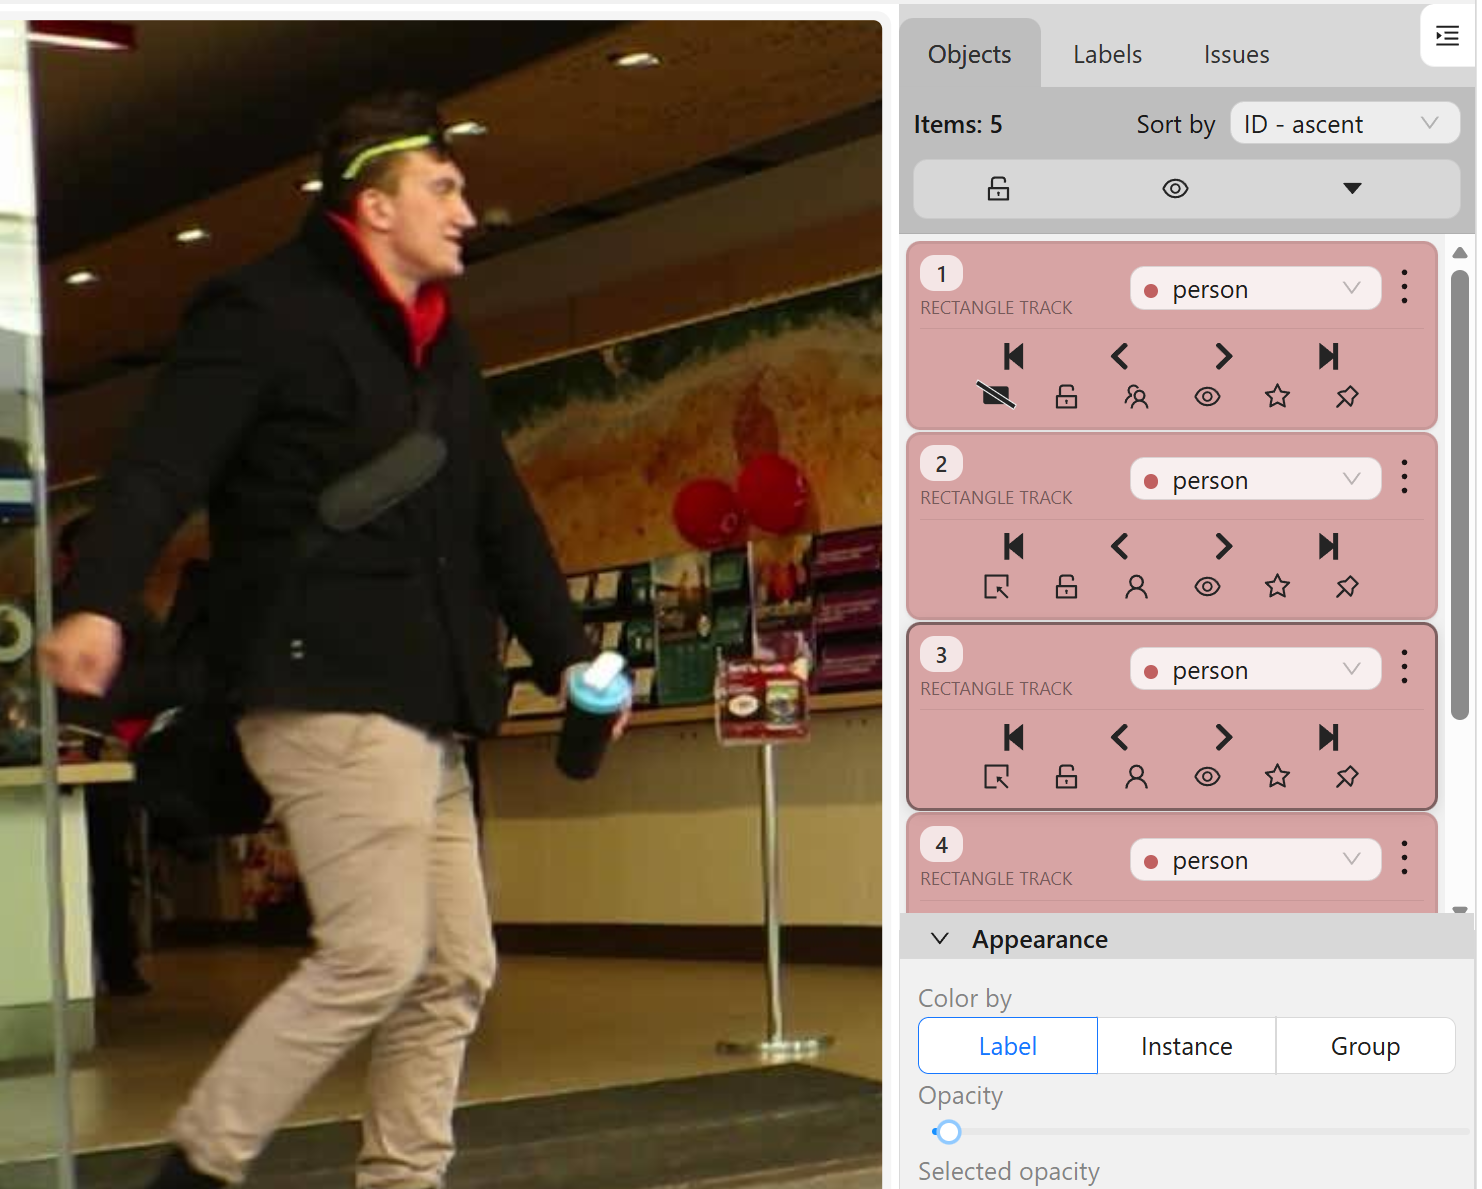 Objects
Labels
Issues
Items: 5
Sort by
ID - ascent
1
person
RECTANGLE TRACK
2
person
RECTANGLE TRACK
3
person
RECTANGLE TRACK
4
person
RECTANGLE TRACK
Appearance
Color by
Label
Instance
Group
Opacity
Selected opacity